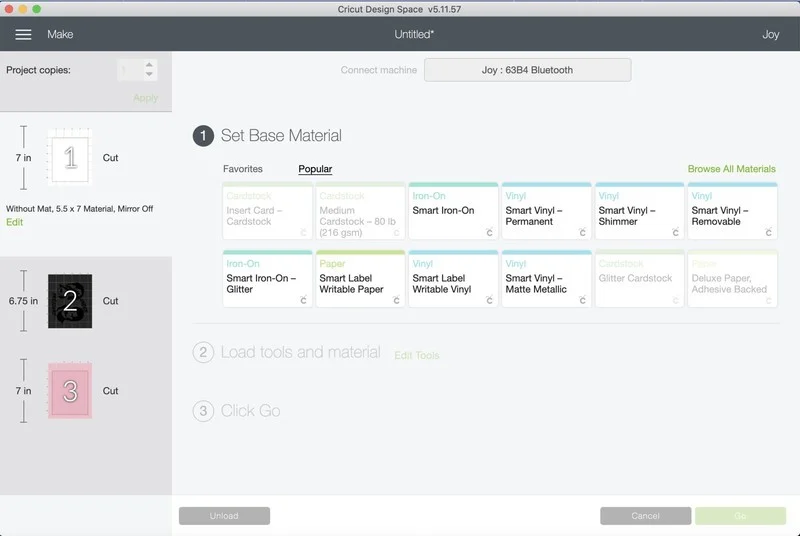 Cricut Design Space v5.11.57
Make
Untitled*
Joy
Project copies:
1
Apply
Connect machine
Joy : 63B4 Bluetooth
7 in
1
Cut
Without Mat, 5.5 x 7 Material, Mirror Off
Edit
6.75 in
2
Cut
7 in
3
Cut
1 Set Base Material
Favorites
Popular
Browse All Materials
Cardstock
Insert Card –
Cardstock
Cardstock
Medium
Cardstock – 80 lb
(216 gsm)
Iron-On
Smart Iron-On
Vinyl
Smart Vinyl –
Permanent
Vinyl
Smart Vinyl –
Shimmer
Vinyl
Smart Vinyl –
Removable
Iron-On
Smart Iron-On –
Glitter
Paper
Smart Label
Writable Paper
Vinyl
Smart Label
Writable Vinyl
Vinyl
Smart Vinyl –
Matte Metallic
Cardstock
Glitter Cardstock
Paper
Deluxe Paper,
Adhesive Backed
2 Load tools and material
Edit Tools
3 Click Go
Unload
Cancel
Go